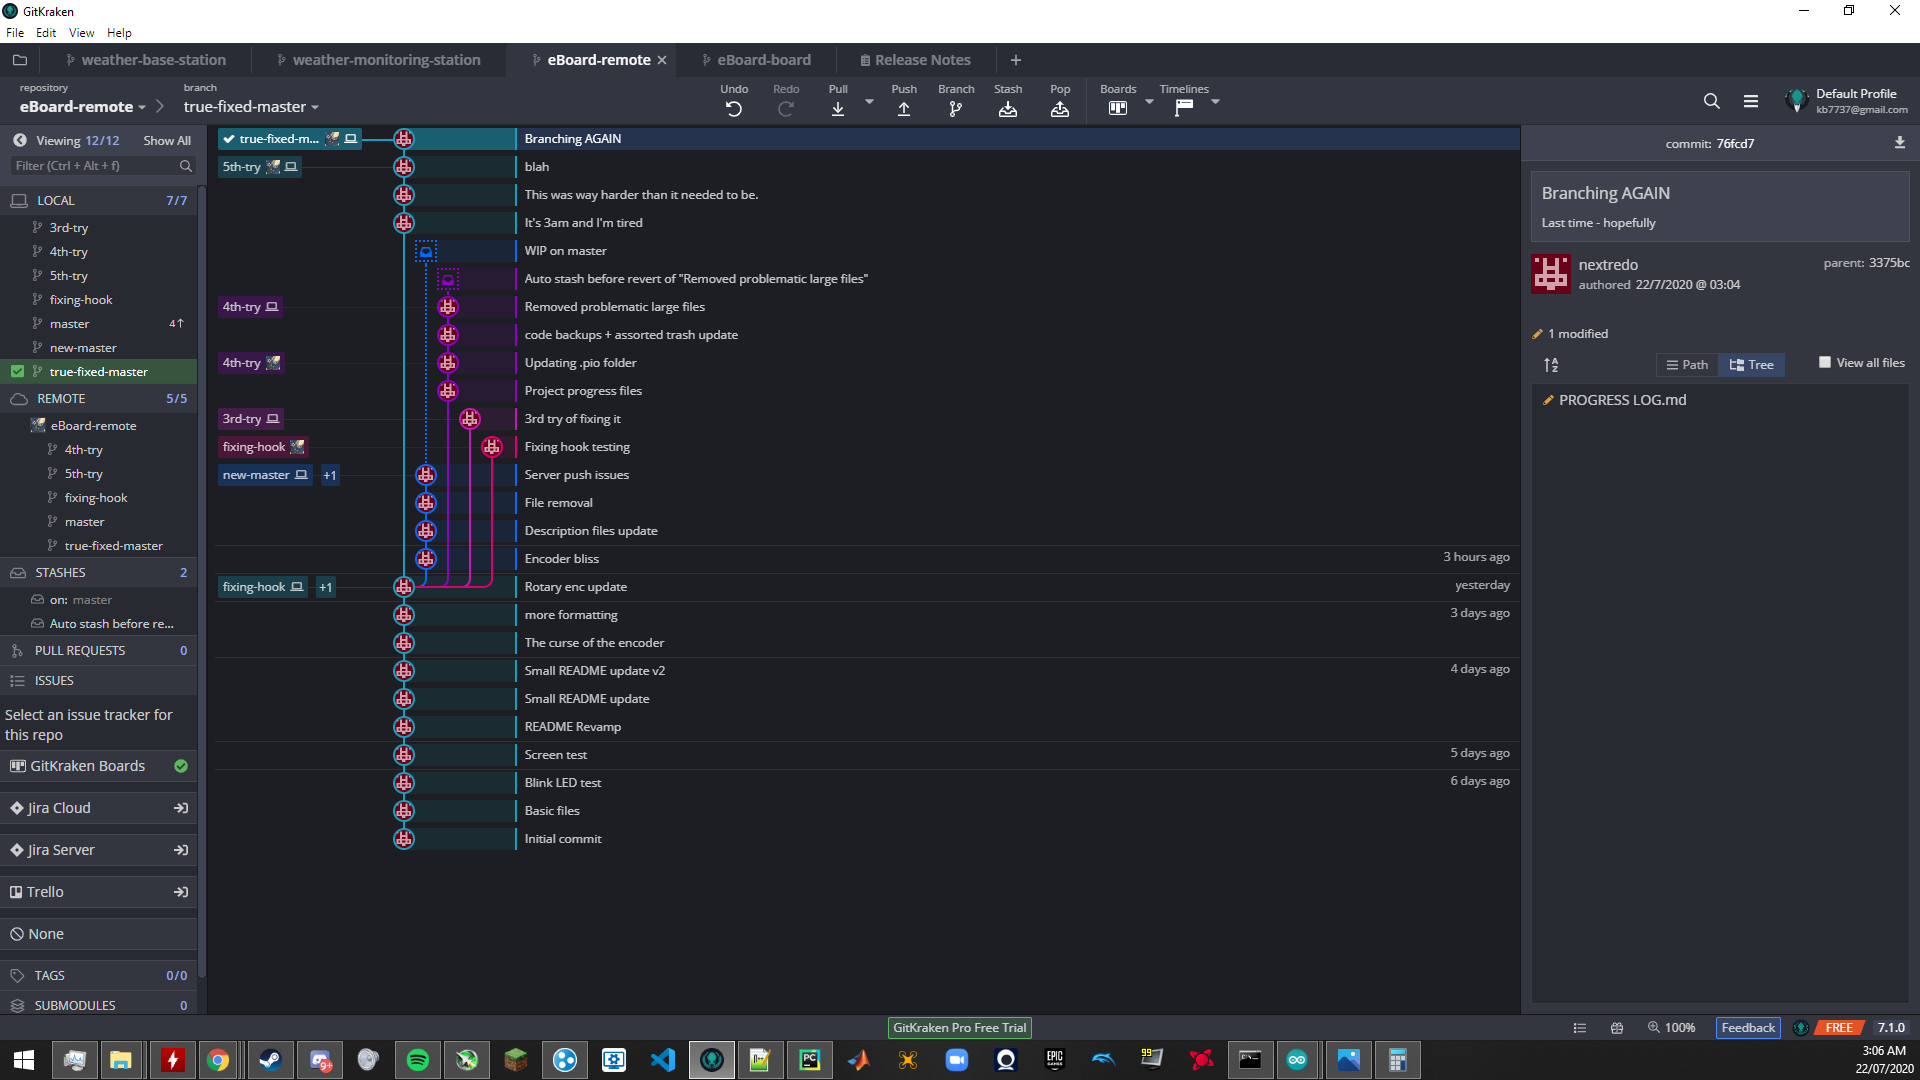 GitKraken
File Edit View Help
weather-base-station weather-monitoring-station eBoard-remote eBoard-board Release Notes
repository branch
eBoard-remote true-fixed-master
Undo Redo Pull Push Branch Stash Pop Boards Timelines
Default Profile
kb7737@gmail.com
Viewing 12/12 Show All
Filter (Ctrl + Alt + f)
LOCAL 7/7
3rd-try
4th-try
5th-try
fixing-hook
master 4↑
new-master
true-fixed-master
REMOTE 5/5
eBoard-remote
4th-try
5th-try
fixing-hook
master
true-fixed-master
STASHES 2
on: master
Auto stash before re...
PULL REQUESTS 0
ISSUES
Select an issue tracker for
this repo
GitKraken Boards
Jira Cloud
Jira Server
Trello
None
TAGS 0/0
SUBMODULES 0
true-fixed-m... Branching AGAIN
5th-try blah
This was way harder than it needed to be.
It's 3am and I'm tired
WIP on master
Auto stash before revert of "Removed problematic large files"
4th-try Removed problematic large files
code backups + assorted trash update
4th-try Updating .pio folder
Project progress files
3rd-try 3rd try of fixing it
fixing-hook Fixing hook testing
new-master +1 Server push issues
File removal
Description files update
Encoder bliss 3 hours ago
fixing-hook +1 Rotary enc update yesterday
more formatting 3 days ago
The curse of the encoder
Small README update v2 4 days ago
Small README update
README Revamp
Screen test 5 days ago
Blink LED test 6 days ago
Basic files
Initial commit
commit: 76fcd7
Branching AGAIN
Last time - hopefully
nextredo parent: 3375bc
authored 22/7/2020 @ 03:04
1 modified
Path Tree View all files
PROGRESS LOG.md
GitKraken Pro Free Trial
100% Feedback FREE 7.1.0
3:06 AM
22/07/2020